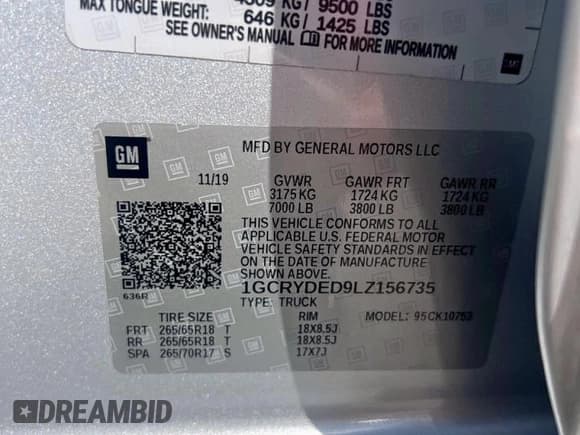 MAX TONGUE WEIGHT: 4309 KG / 9500 LBS
646 KG / 1425 LBS
SEE OWNER'S MANUAL FOR MORE INFORMATION
GM
MFD BY GENERAL MOTORS LLC
11/19 GVWR GAWR FRT GAWR RR
3175 KG 1724 KG 1724 KG
7000 LB 3800 LB 3800 LB
THIS VEHICLE CONFORMS TO ALL
APPLICABLE U.S. FEDERAL MOTOR
VEHICLE SAFETY STANDARDS IN EFFECT
ON THE DATE OF MANUFACTURE
SHOWN ABOVE.
1GCRYDED9LZ156735
636R
TYPE: TRUCK MODEL: 95CK10753
TIRE SIZE RIM
FRT 265/65R18 T 18X8.5J
RR 265/65R18 T 18X8.5J
SPA 265/70R17 S 17X7J
DREAMBID